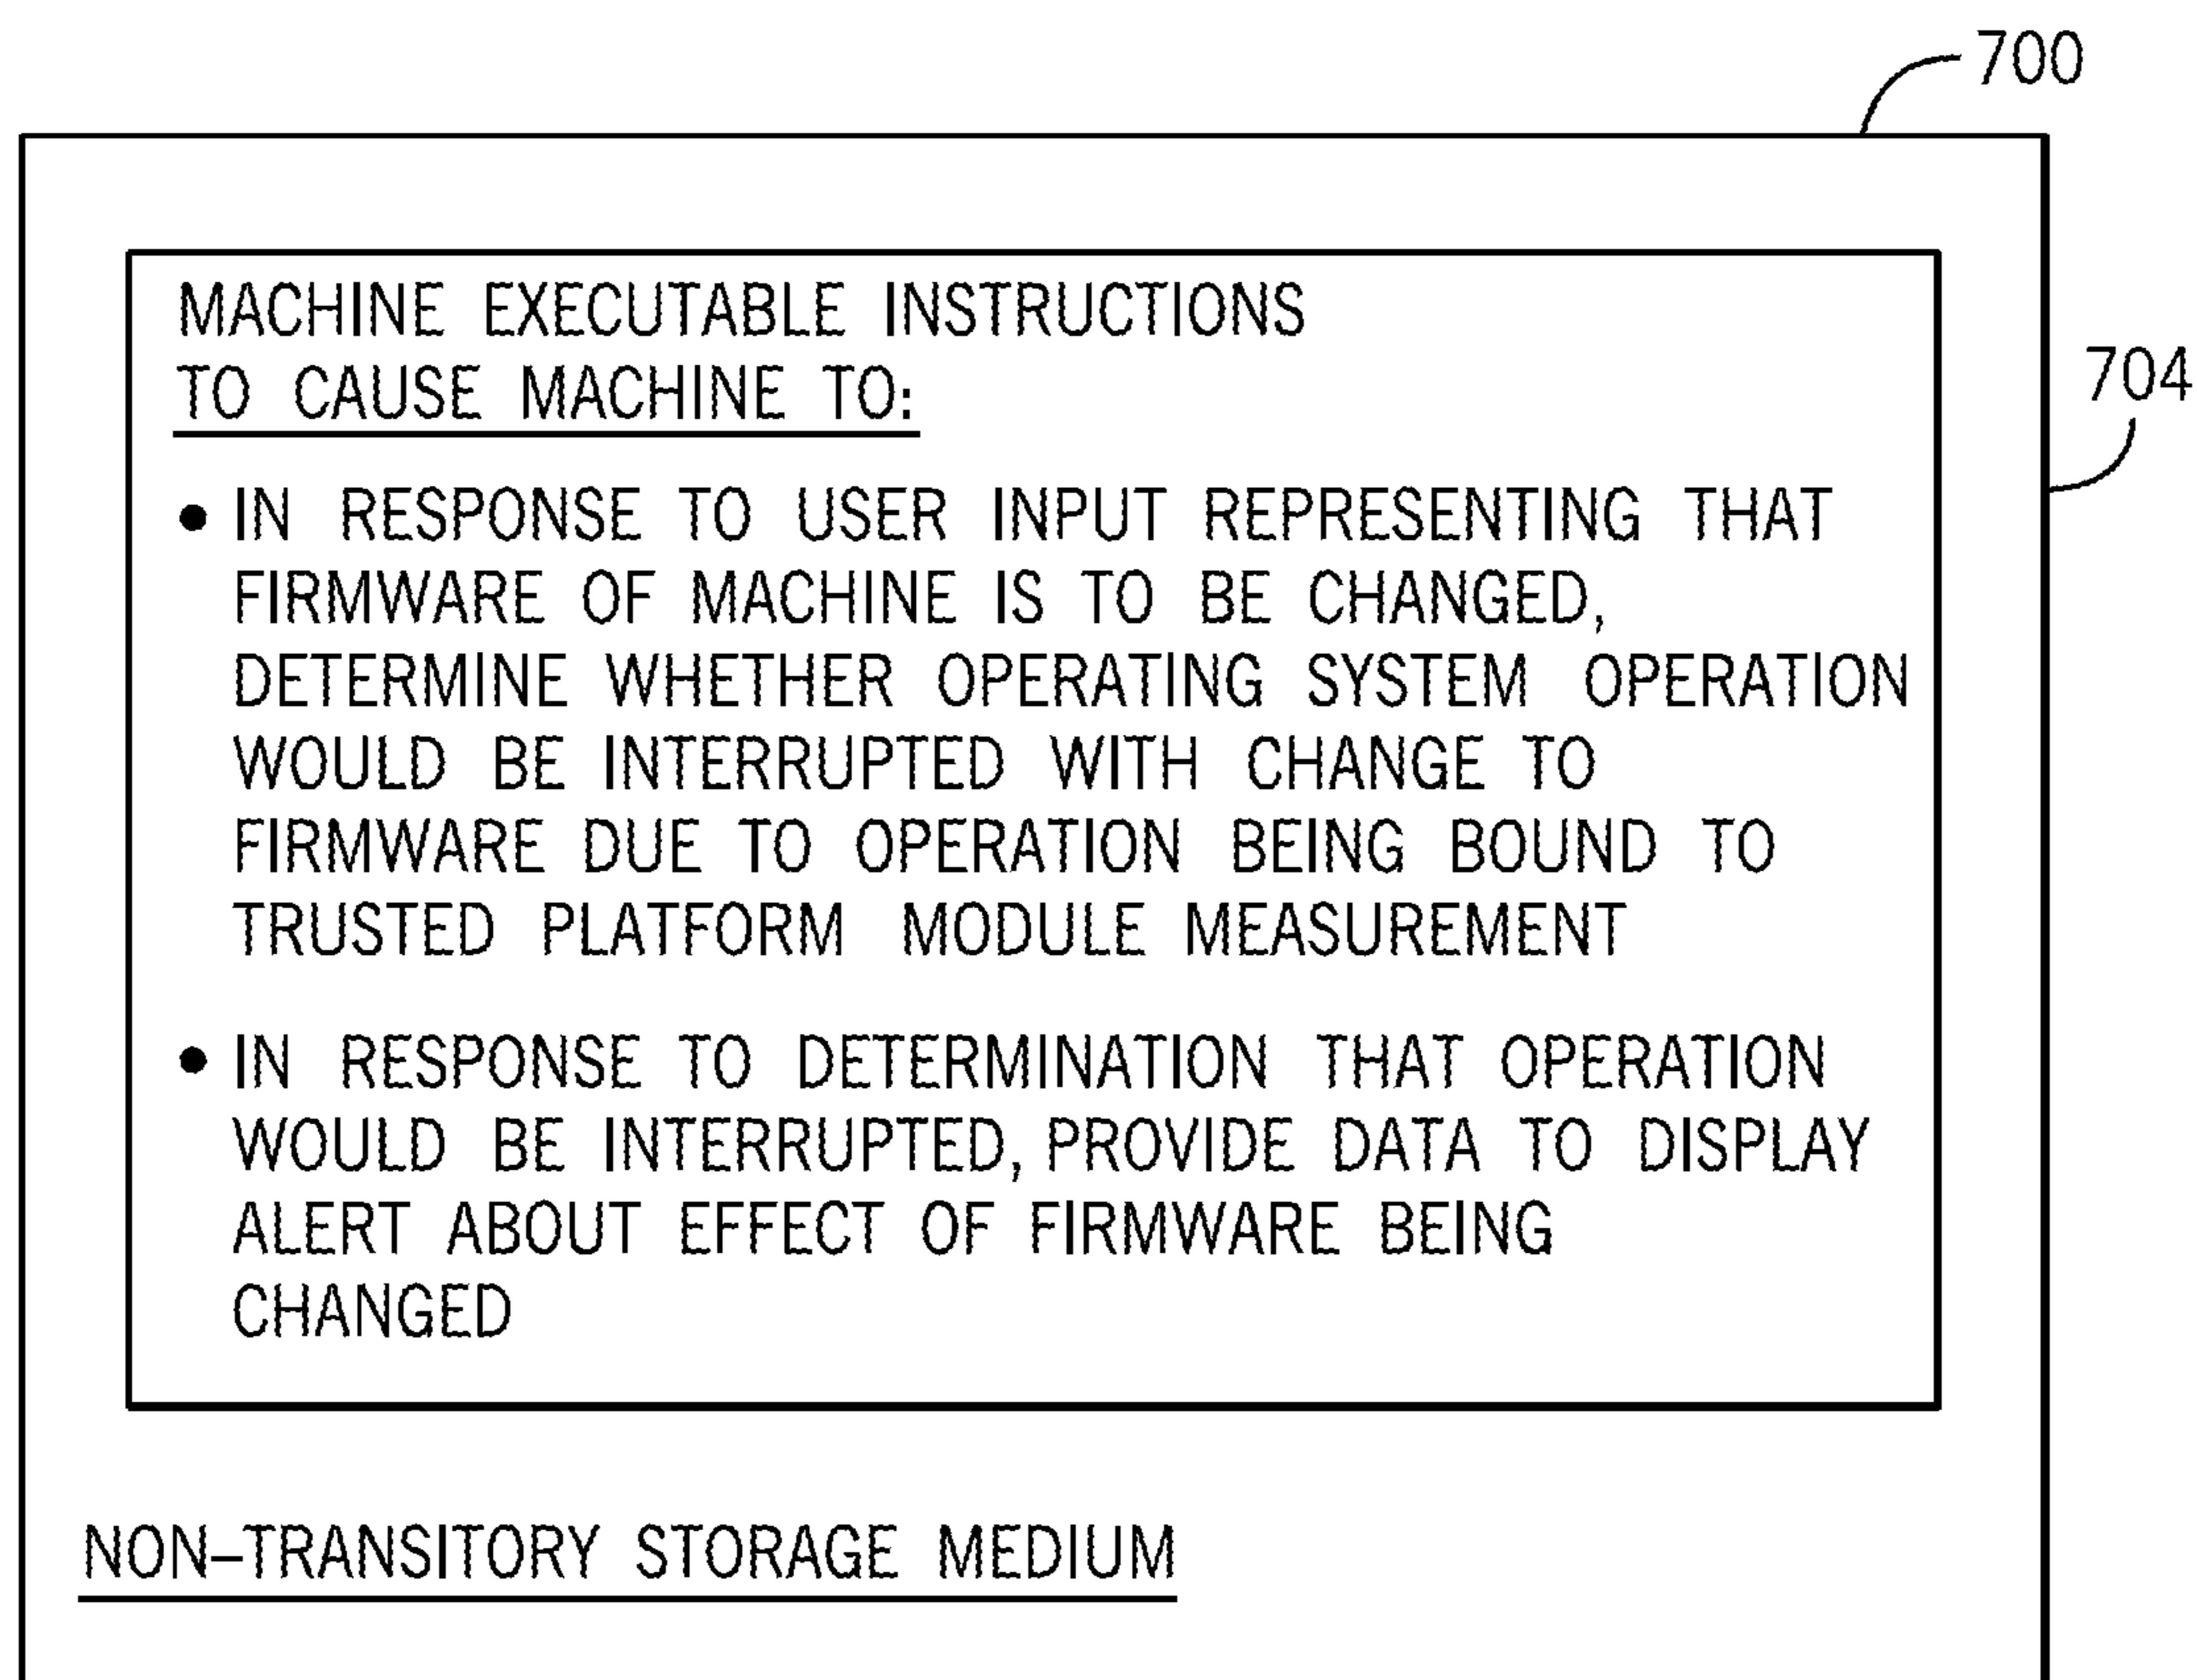 700
MACHINE EXECUTABLE INSTRUCTIONS
TO CAUSE MACHINE TO:
704
• IN RESPONSE TO USER INPUT REPRESENTING THAT
FIRMWARE OF MACHINE IS TO BE CHANGED,
DETERMINE WHETHER OPERATING SYSTEM OPERATION
WOULD BE INTERRUPTED WITH CHANGE TO
FIRMWARE DUE TO OPERATION BEING BOUND TO
TRUSTED PLATFORM MODULE MEASUREMENT
• IN RESPONSE TO DETERMINATION THAT OPERATION
WOULD BE INTERRUPTED, PROVIDE DATA TO DISPLAY
ALERT ABOUT EFFECT OF FIRMWARE BEING
CHANGED
NON–TRANSITORY STORAGE MEDIUM